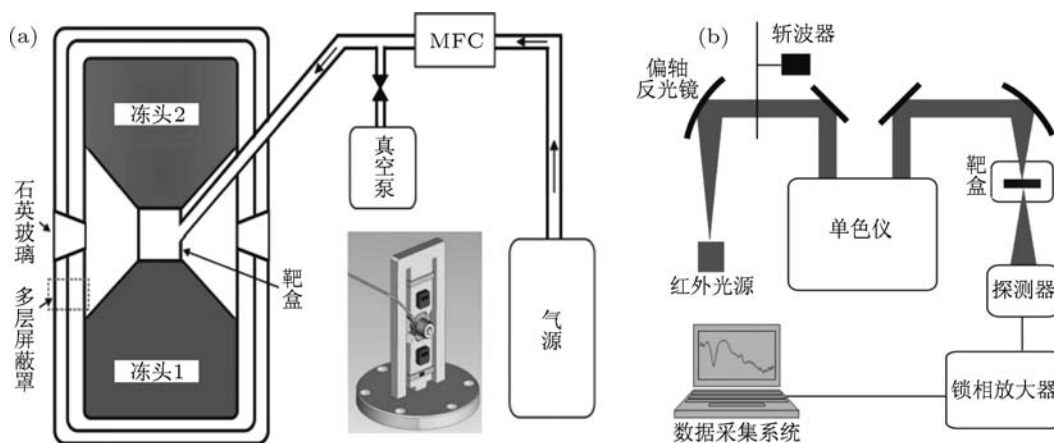 (a)
MFC
冻头2
真空泵
石英玻璃
靶盒
多层屏蔽罩
冻头1
气源
(b)
斩波器
偏轴
反光镜
靶盒
单色仪
红外光源
探测器
锁相放大器
数据采集系统